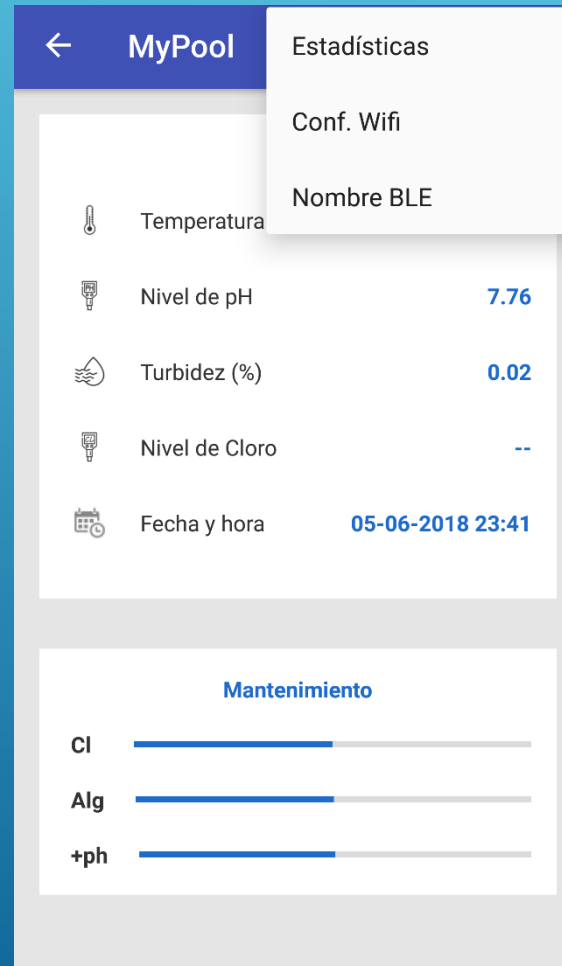 MyPool
Estadísticas
Conf. Wifi
Nombre BLE
Temperatura
Nivel de pH 7.76
Turbidez (%) 0.02
Nivel de Cloro --
Fecha y hora 05-06-2018 23:41
Mantenimiento
Cl
Alg
+ph